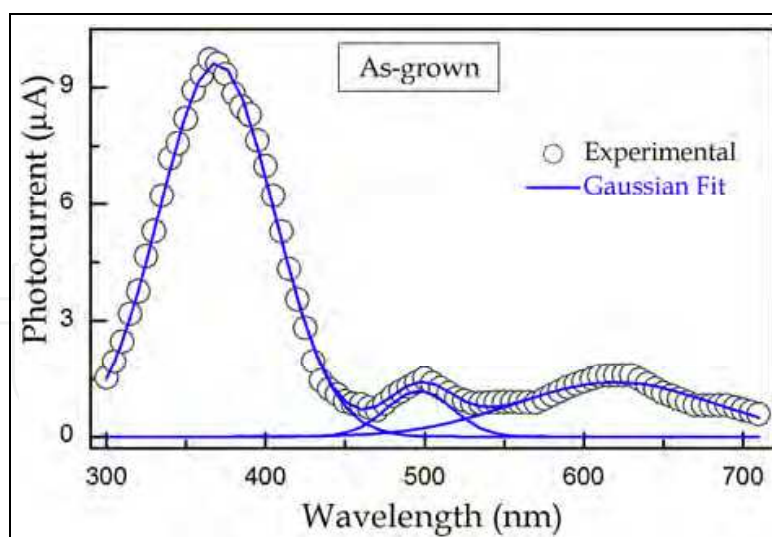 As-grown
Experimental
Gaussian Fit
Photocurrent (μA)
9
6
3
0
300 400 500 600 700
Wavelength (nm)